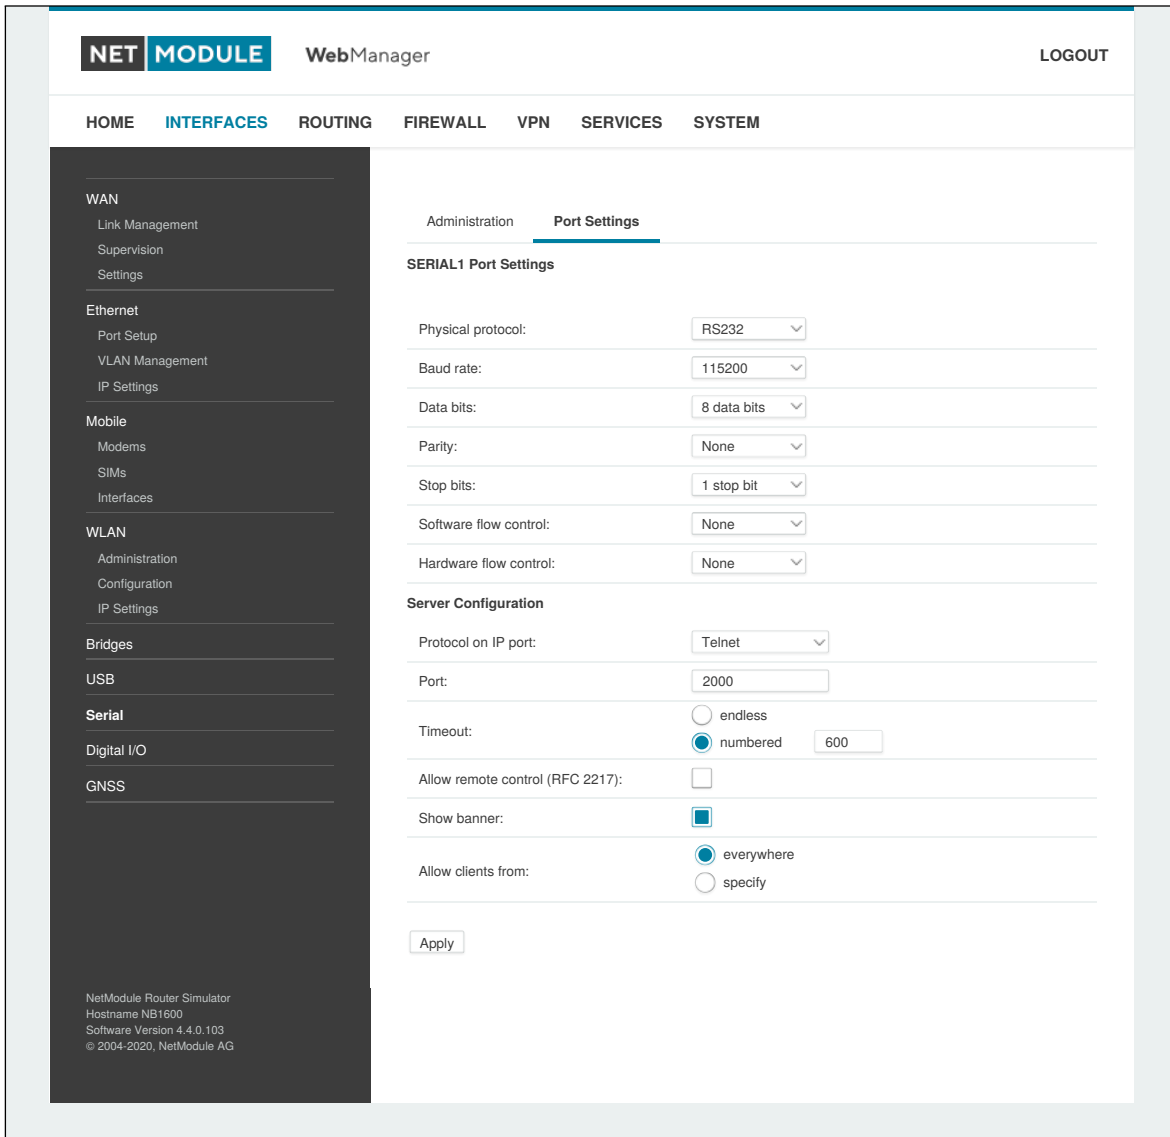 NET MODULE WebManager LOGOUT
HOME INTERFACES ROUTING FIREWALL VPN SERVICES SYSTEM
WAN
Link Management
Supervision
Settings
Ethernet
Port Setup
VLAN Management
IP Settings
Mobile
Modems
SIMs
Interfaces
WLAN
Administration
Configuration
IP Settings
Bridges
USB
Serial
Digital I/O
GNSS
NetModule Router Simulator
Hostname NB1600
Software Version 4.4.0.103
© 2004-2020, NetModule AG
Administration Port Settings
SERIAL1 Port Settings
Physical protocol: RS232
Baud rate: 115200
Data bits: 8 data bits
Parity: None
Stop bits: 1 stop bit
Software flow control: None
Hardware flow control: None
Server Configuration
Protocol on IP port: Telnet
Port: 2000
Timeout:
endless
numbered 600
Allow remote control (RFC 2217):
Show banner:
Allow clients from:
everywhere
specify
Apply